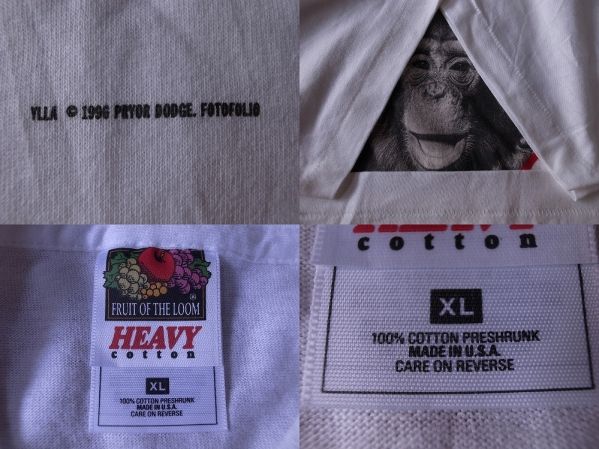 YLLA © 1996 PRYOR DODGE. FOTOFOLIO
FRUIT OF THE LOOM ®
HEAVY
cotton
XL
100% COTTON PRESHRUNK
MADE IN U.S.A.
CARE ON REVERSE
HEAVY
cotton
XL
100% COTTON PRESHRUNK
MADE IN U.S.A.
CARE ON REVERSE